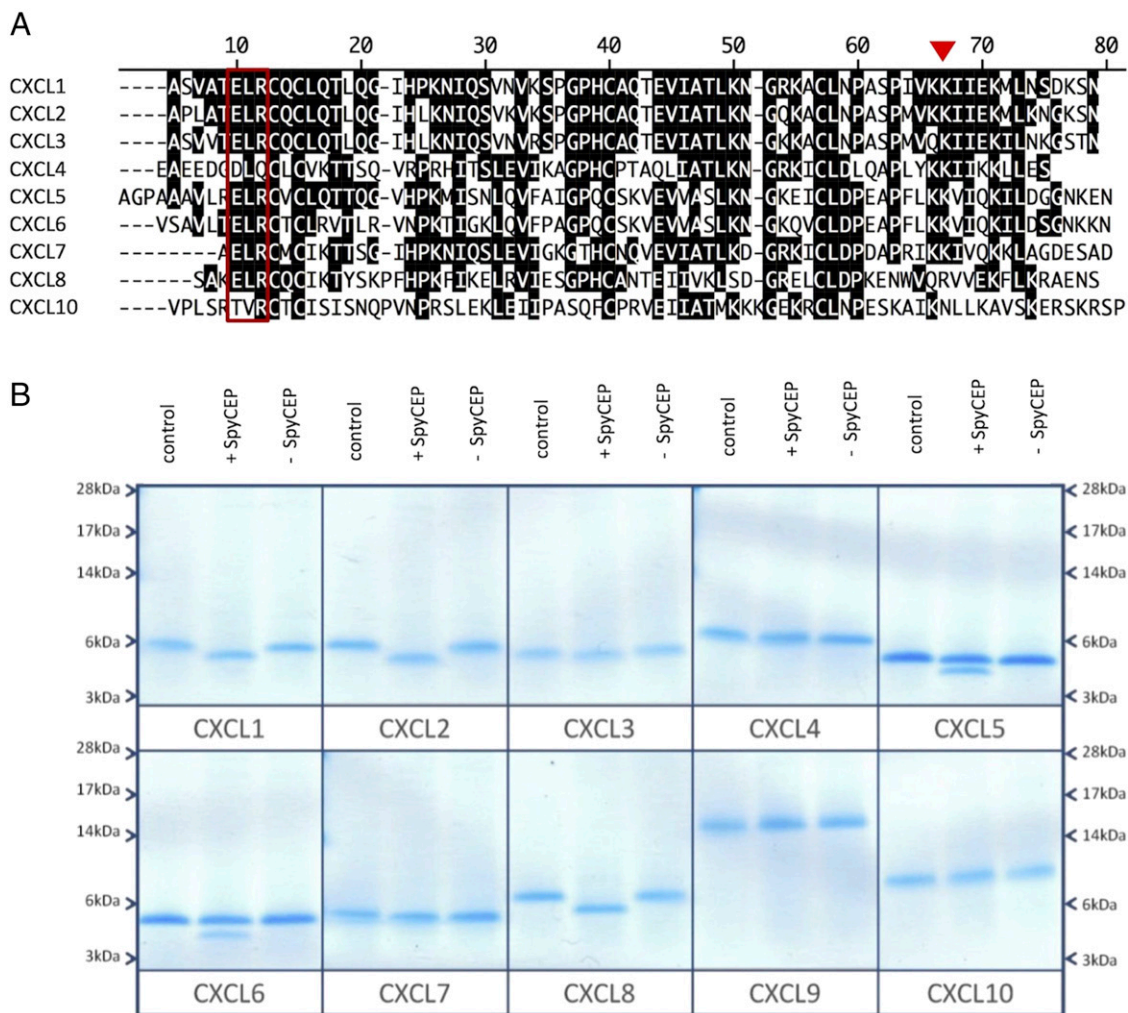 A
10 20 30 40 50 60 70 80
CXCL1 ----ASVATELRCQCLQTLQG-IHPKNIQSVNVKSPGPHCAQTEVIATLKN-GRKACLNPASPIVKKIIEKMLNSDKSN
CXCL2 ----APLATELRCQCLQTLQG-IHLKNIQSVKVKSPGPHCAQTEVIATLKN-GQKACLNPASPMVKKIIEKMLKNGKSN
CXCL3 ----ASVVTELRCQCLQTLQG-IHLKNIQSVNVRSPGPHCAQTEVIATLKN-GKKACLNPASPMVQKIIEKILNKGSTN
CXCL4 ---EAEEDGDLQCLCVKTTSQ-VRPRHITSLEVIKAGPHCPTAQLIATLKN-GRKICLDLQAPLYKKIIKKLLES
CXCL5 AGPAAAVLRELRCVCLQTTQG-VHPKMISNLQVFAIGPQCSKVEVVASLKN-GKEICLDPEAPFLKKVIQKILDGGNKEN
CXCL6 ---VSAVLTELRCTCLRVTLR-VNPKTIGKLQVFPAGPQCSKVEVVASLKN-GKQVCLDPEAPFLKKVIQKILDSGNKKN
CXCL7 --------AELRCMCIKTTSG-IHPKNIQSLEVIGKGTHCNQVEVIATLKD-GRKICLDPDAPRIKKIVQKKLAGDESAD
CXCL8 ------SAKELRCQCIKTYSKPFHPKFIKELRVIESGPHCANTEIIVKLSD-GRELCLDPKENWVQRVVEKFLKRAENS
CXCL10 ----VPLSRTVRCTCISISNQPVNPRSLEKLEIIPASQFCPRVEIIATMKKKGEKRCLNPESKAIKNLLKAVSKERSKRSP
B
control + SpyCEP - SpyCEP control + SpyCEP - SpyCEP control + SpyCEP - SpyCEP control + SpyCEP - SpyCEP control + SpyCEP - SpyCEP
28kDa 28kDa
17kDa 17kDa
14kDa 14kDa
6kDa 6kDa
3kDa 3kDa
CXCL1 CXCL2 CXCL3 CXCL4 CXCL5
28kDa 28kDa
17kDa 17kDa
14kDa 14kDa
6kDa 6kDa
3kDa 3kDa
CXCL6 CXCL7 CXCL8 CXCL9 CXCL10